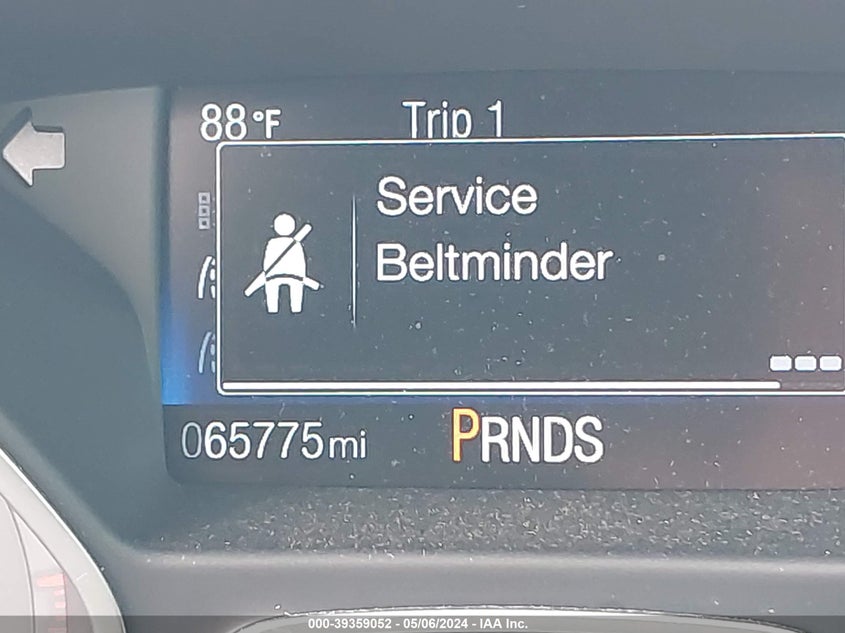 88°F Trip 1
Service
Beltminder
065775mi PRNDS
000-39359052 - 05/06/2024 - IAA Inc.